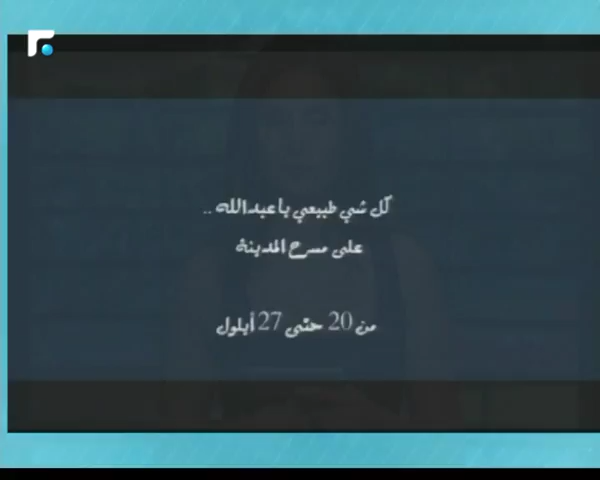 كل شي طبيعي يا عبدالله ..
على مسرح المدينة
من 20 حتى 27 أيلول